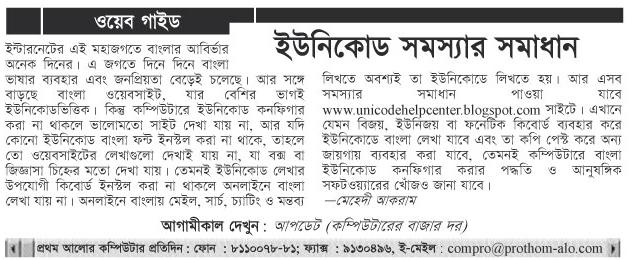 ওয়েব গাইড
ইউনিকোড সমস্যার সমাধান
ইন্টারনেটের এই মহাজগতে বাংলার আবির্ভাব
অনেক দিনের। এ জগতে দিনে দিনে বাংলা
ভাষার ব্যবহার এবং জনপ্রিয়তা বেড়েই চলেছে। আর সঙ্গে
বাড়ছে বাংলা ওয়েবসাইট, যার বেশির ভাগই
ইউনিকোডভিত্তিক। কিন্তু কম্পিউটারে ইউনিকোড কনফিগার
করা না থাকলে ভালোমতো সাইট দেখা যায় না, আর যদি
কোনো ইউনিকোড বাংলা ফন্ট ইনস্টল করা না থাকে, তাহলে
তো ওয়েবসাইটের লেখাগুলো দেখাই যায় না, যা বক্স বা
জিজ্ঞাসা চিহ্নের মতো দেখা যায়। তেমনই ইউনিকোড লেখার
উপযোগী কিবোর্ড ইনস্টল করা না থাকলে অনলাইনে বাংলা
লেখা যায় না। অনলাইনে বাংলায় মেইল, সার্চ, চ্যাটিং ও মন্তব্য
লিখতে অবশ্যই তা ইউনিকোডে লিখতে হয়। আর এসব
সমস্যার সমাধান পাওয়া যাবে
www.unicodehelpcenter.blogspot.com সাইটে। এখানে
যেমন বিজয়, ইউনিজয় বা ফনেটিক কিবোর্ড ব্যবহার করে
ইউনিকোডে বাংলা লেখা যাবে এবং তা কপি পেস্ট করে অন্য
জায়গায় ব্যবহার করা যাবে, তেমনই কম্পিউটারে বাংলা
ইউনিকোড কনফিগার করার পদ্ধতি ও আনুষঙ্গিক
সফটওয়্যারের খোঁজও জানা যাবে।
—মেহেদী আকরাম
আগামীকাল দেখুন : আপডেট (কম্পিউটারের বাজার দর)
প্রথম আলোর কম্পিউটার প্রতিদিন : ফোন : ৮১১০০৭৮-৮১; ফ্যাক্স : ৯১৩০৪৯৬, ই-মেইল : compro@prothom-alo.com